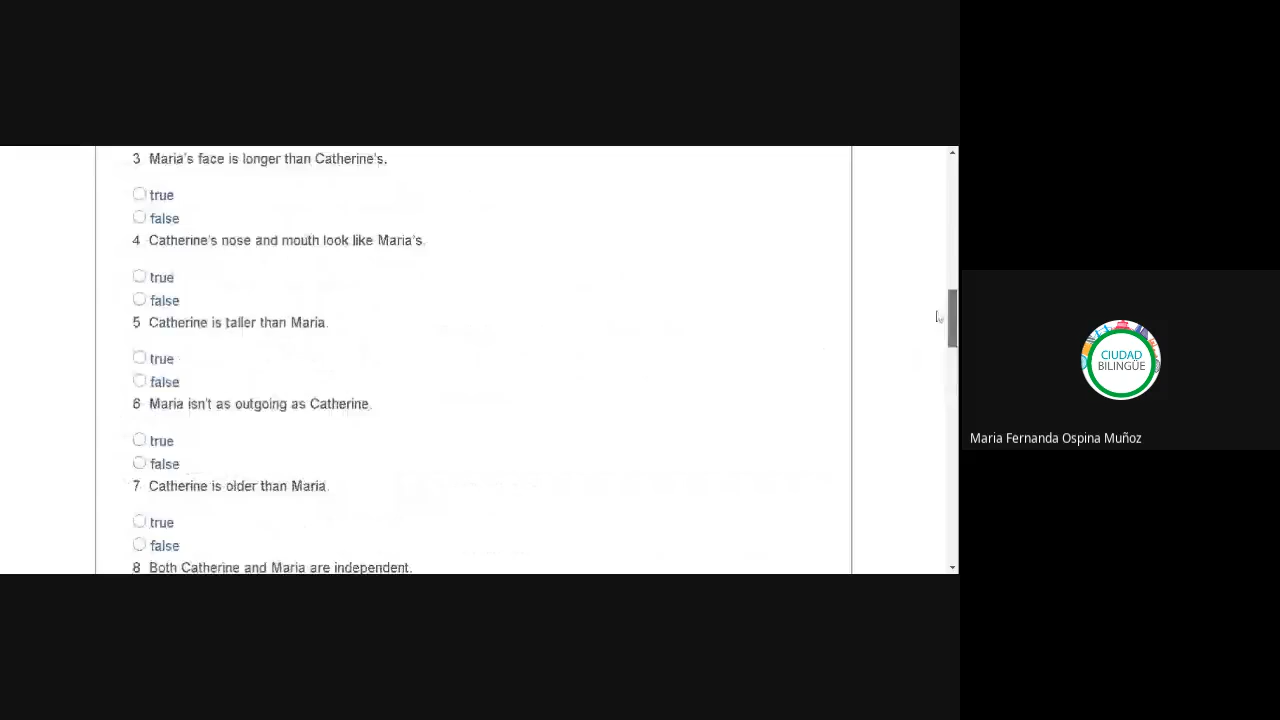 3 Maria's face is longer than Catherine's.
true
false
4 Catherine's nose and mouth look like Maria's.
true
false
5 Catherine is taller than Maria.
true
false
6 Maria isn't as outgoing as Catherine.
true
false
7 Catherine is older than Maria.
true
false
8 Both Catherine and Maria are independent.
CIUDAD
BILINGÜE
Maria Fernanda Ospina Muñoz